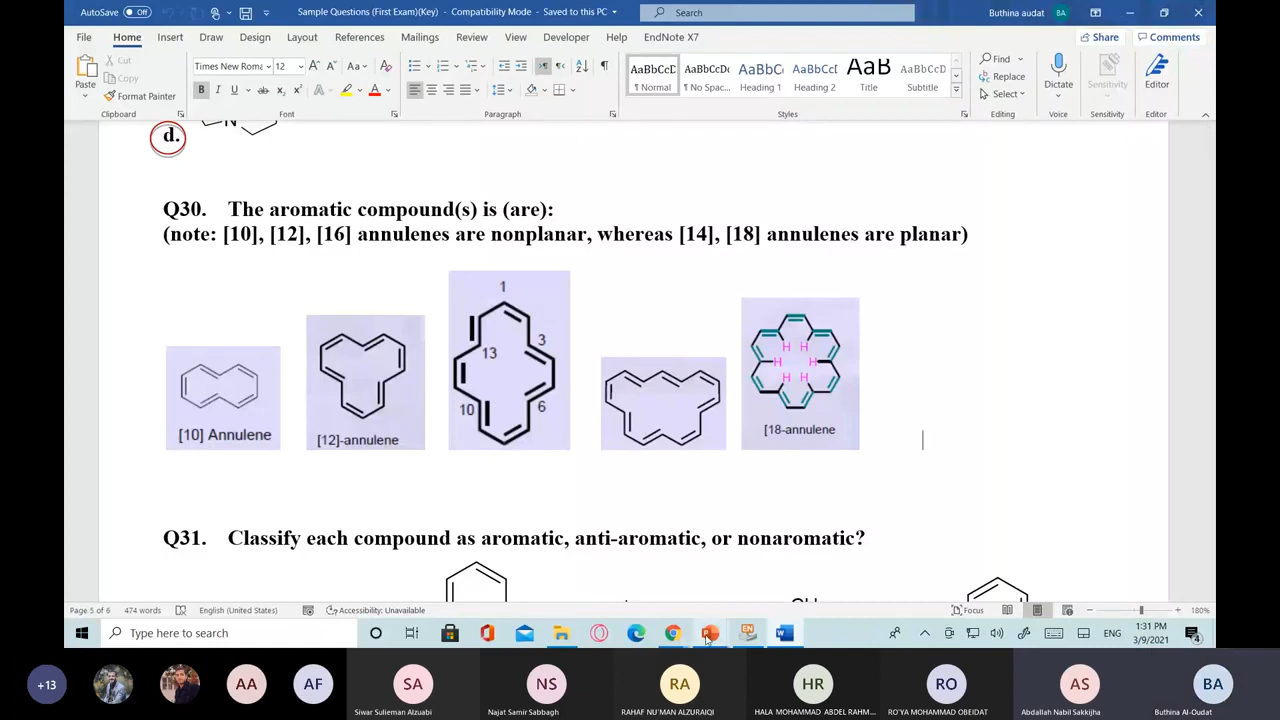 AutoSave Off Sample Questions (First Exam)(Key) - Compatibility Mode - Saved to this PC Search Buthina audat BA
File Home Insert Draw Design Layout References Mailings Review View Developer Help EndNote X7 Share Comments
Paste Cut Copy Format Painter
Times New Roma 12 A A Aa A
B I U ab x₂ x² A A
AaBbCcD AaBbCcDc AaBbC AaBbCcD AaB AaBbCcD
¶ Normal ¶ No Spac... Heading 1 Heading 2 Title Subtitle
Find Replace Select Dictate Sensitivity Editor
Clipboard Font Paragraph Styles Editing Voice Sensitivity Editor
d. N
Q30. The aromatic compound(s) is (are):
(note: [10], [12], [16] annulenes are nonplanar, whereas [14], [18] annulenes are planar)
1
3
13
10 6
H H
H H
H H
[10] Annulene [12]-annulene [18-annulene
Q31. Classify each compound as aromatic, anti-aromatic, or nonaromatic?
Page 5 of 6 474 words English (United States) Accessibility: Unavailable Focus 180%
Type here to search ENG 1:31 PM
3/9/2021 4
+13 AA AF SA NS RA HR RO AS BA
Siwar Sulieman Alzuabi Najat Samir Sabbagh RAHAF NU'MAN ALZURAIQI HALA MOHAMMAD ABDEL RAHM... RO'YA MOHAMMAD OBEIDAT Abdallah Nabil Sakkijha Buthina Al-Oudat